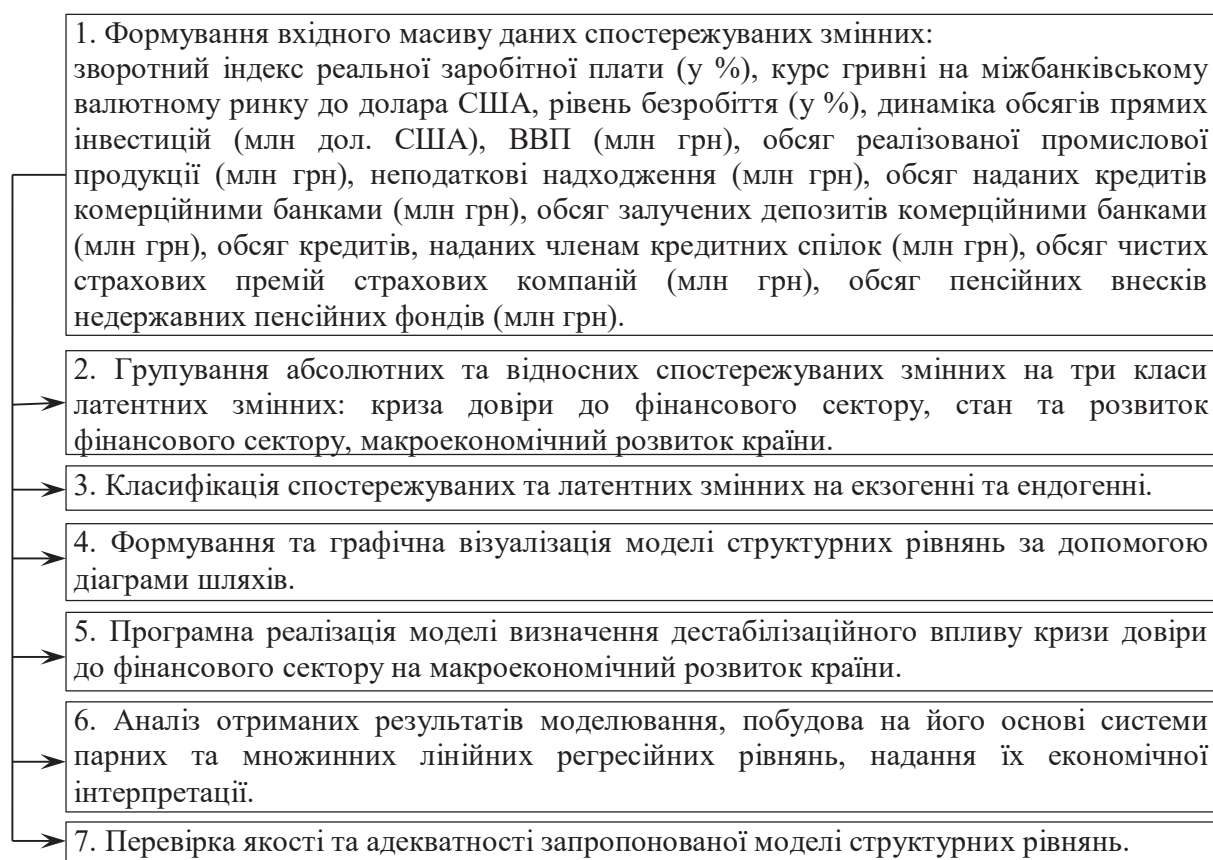 1. Формування вхідного масиву даних спостережуваних змінних:
зворотний індекс реальної заробітної плати (у %), курс гривні на міжбанківському
валютному ринку до долара США, рівень безробіття (у %), динаміка обсягів прямих
інвестицій (млн дол. США), ВВП (млн грн), обсяг реалізованої промислової
продукції (млн грн), неподаткові надходження (млн грн), обсяг наданих кредитів
комерційними банками (млн грн), обсяг залучених депозитів комерційними банками
(млн грн), обсяг кредитів, наданих членам кредитних спілок (млн грн), обсяг чистих
страхових премій страхових компаній (млн грн), обсяг пенсійних внесків
недержавних пенсійних фондів (млн грн).
2. Групування абсолютних та відносних спостережуваних змінних на три класи
латентних змінних: криза довіри до фінансового сектору, стан та розвиток
фінансового сектору, макроекономічний розвиток країни.
3. Класифікація спостережуваних та латентних змінних на екзогенні та ендогенні.
4. Формування та графічна візуалізація моделі структурних рівнянь за допомогою
діаграми шляхів.
5. Програмна реалізація моделі визначення дестабілізаційного впливу кризи довіри
до фінансового сектору на макроекономічний розвиток країни.
6. Аналіз отриманих результатів моделювання, побудова на його основі системи
парних та множинних лінійних регресійних рівнянь, надання їх економічної
інтерпретації.
7. Перевірка якості та адекватності запропонованої моделі структурних рівнянь.